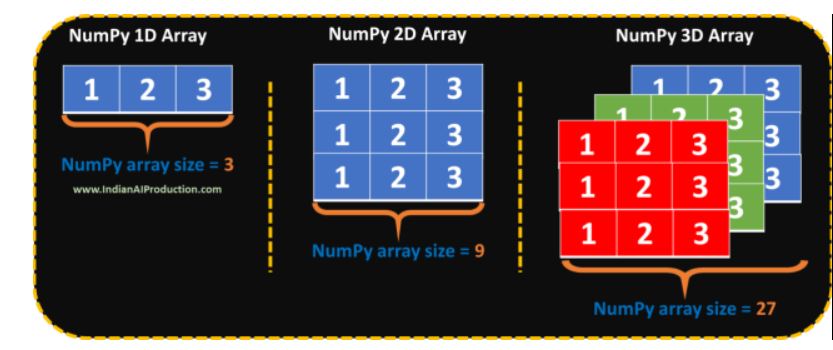 NumPy 1D Array
1 2 3
NumPy array size = 3
www.IndianAIProduction.com
NumPy 2D Array
1 2 3
1 2 3
1 2 3
NumPy array size = 9
NumPy 3D Array
1 2 3
1 2 3
3
3
3
3
1 2 3
1 2 3
1 2 3
NumPy array size = 27